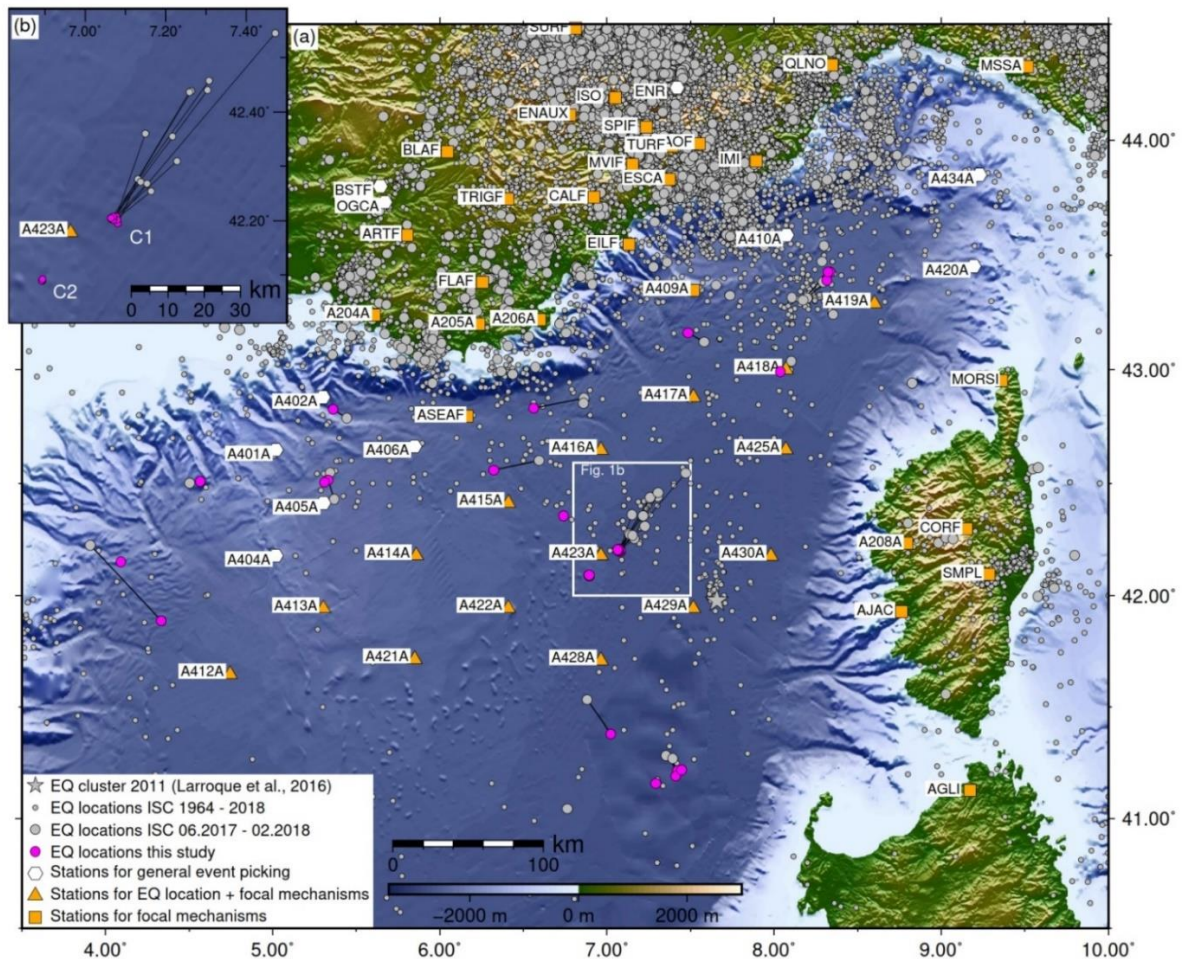 (b)
7.00°
7.20°
7.40°
42.40°
42.20°
A423A
C1
C2
0 10 20 30
km
(a)
SURF
QLNO
MSSA
ISO
ENR
ENAUX
SPIF
44.00°
TURF
AOF
BLAF
MVIF
IMI
ESCA
A434A
BSTF
OGCA
TRIGF
CALF
ARTF
EILF
A410A
A420A
FLAF
A409A
A419A
A204A
A205A
A206A
43.00°
A418A
MORSI
A402A
A417A
ASEAF
A401A
A406A
A416A
A425A
Fig. 1b
A415A
A405A
CORF
A208A
A404A
A414A
A423A
A430A
SMPL
42.00°
A413A
A422A
A429A
AJAC
A412A
A421A
A428A
AGLI
41.00°
EQ cluster 2011 (Larroque et al., 2016)
EQ locations ISC 1964 - 2018
EQ locations ISC 06.2017 - 02.2018
EQ locations this study
Stations for general event picking
Stations for EQ location + focal mechanisms
Stations for focal mechanisms
km
0 100
−2000 m 0 m 2000 m
4.00° 5.00° 6.00° 7.00° 8.00° 9.00° 10.00°